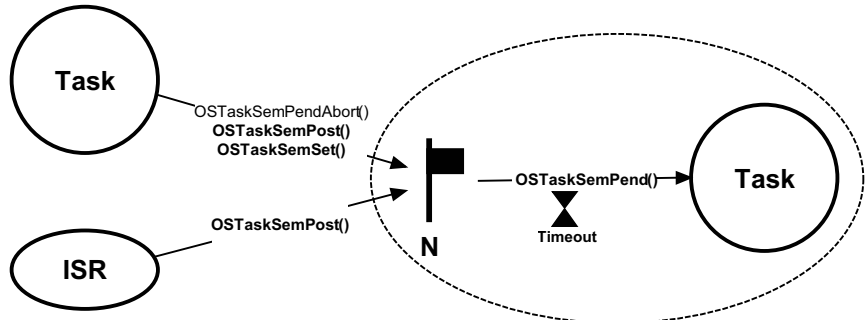 Task
OSTaskSemPendAbort()
OSTaskSemPost()
OSTaskSemSet()
OSTaskSemPost()
ISR
N
OSTaskSemPend()
Timeout
Task